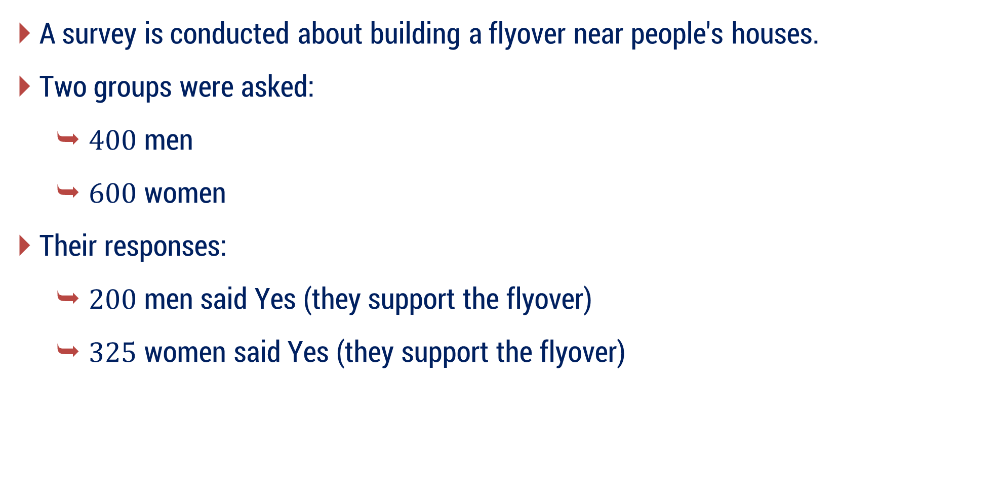 A survey is conducted about building a flyover near people's houses.
Two groups were asked:
400 men
600 women
Their responses:
200 men said Yes (they support the flyover)
325 women said Yes (they support the flyover)